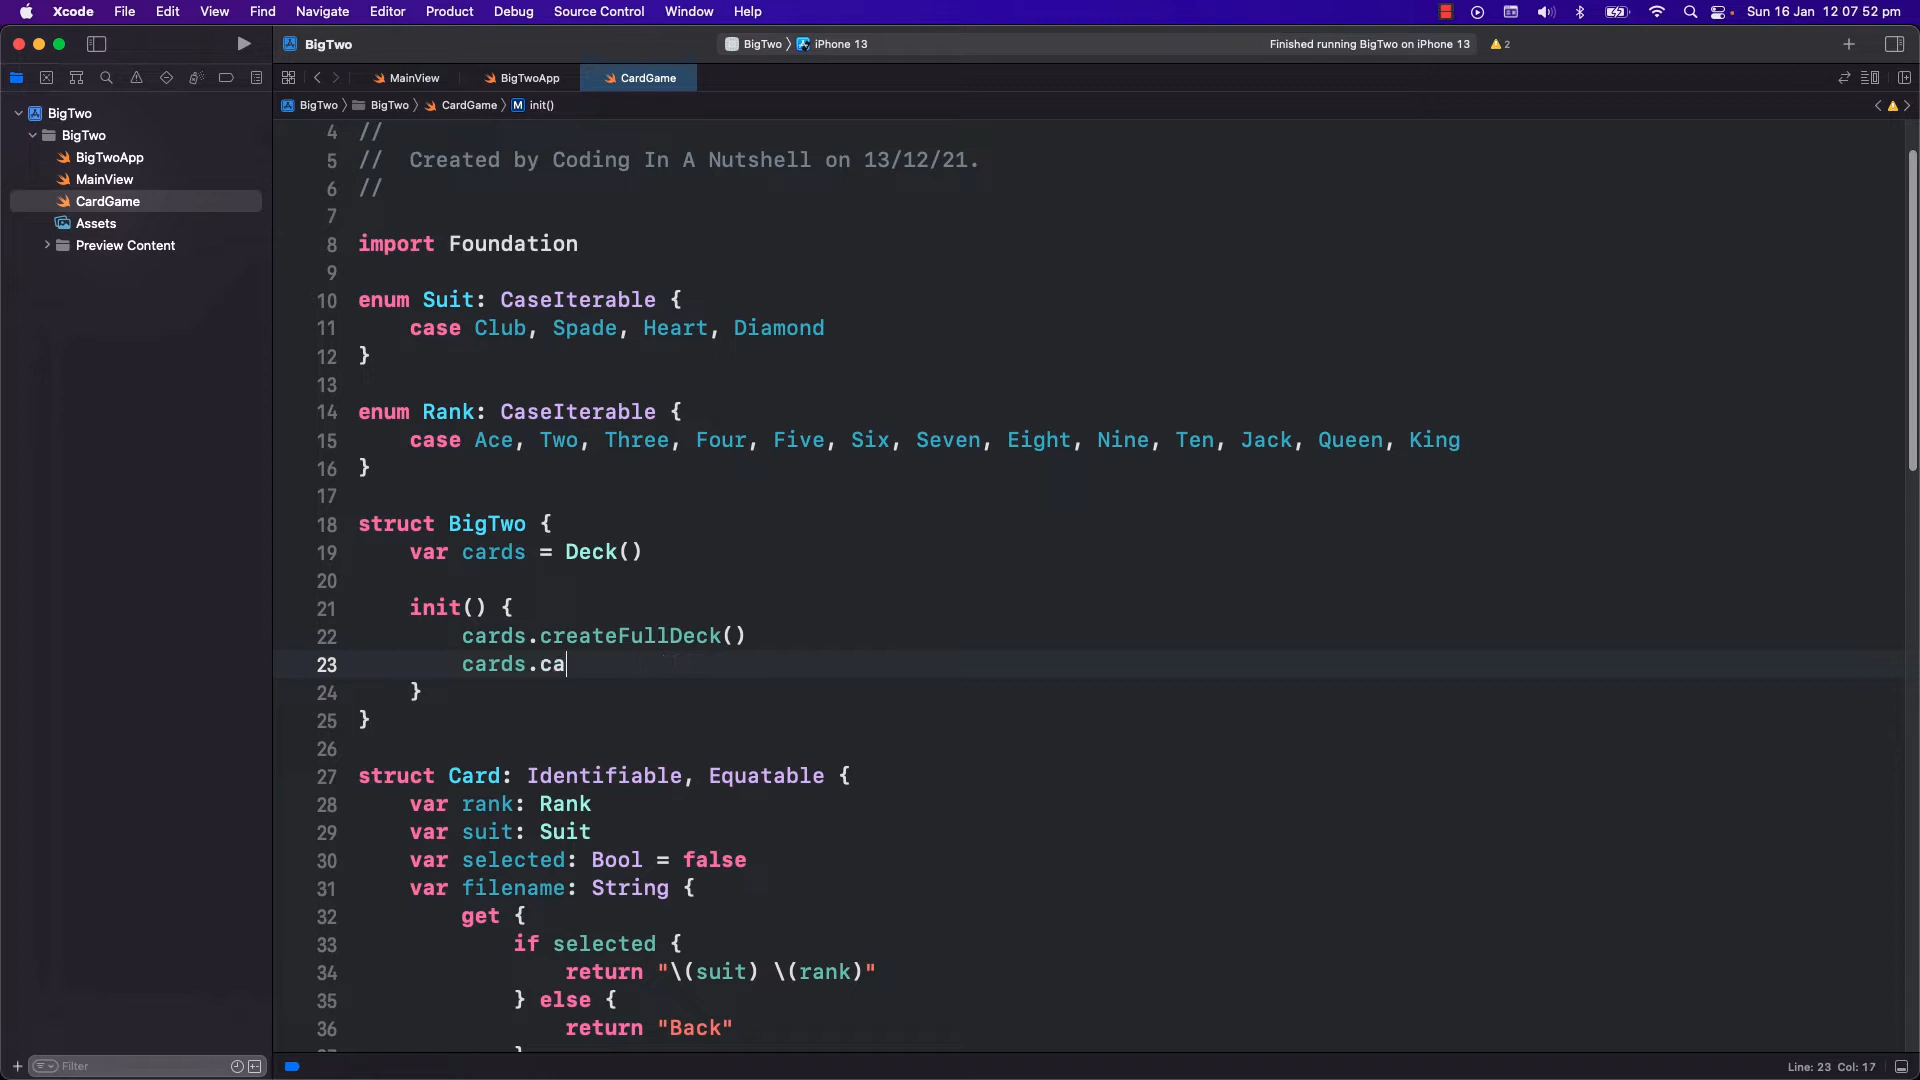 Xcode File Edit View Find Navigate Editor Product Debug Source Control Window Help Sun 16 Jan 12 07 52 pm
BigTwo BigTwo iPhone 13 Finished running BigTwo on iPhone 13 2
MainView BigTwoApp CardGame
BigTwo BigTwo CardGame M init()
BigTwo
BigTwo
BigTwoApp
MainView
CardGame
Assets
Preview Content
4 //
5 // Created by Coding In A Nutshell on 13/12/21.
6 //
7
8 import Foundation
9
10 enum Suit: CaseIterable {
11 case Club, Spade, Heart, Diamond
12 }
13
14 enum Rank: CaseIterable {
15 case Ace, Two, Three, Four, Five, Six, Seven, Eight, Nine, Ten, Jack, Queen, King
16 }
17
18 struct BigTwo {
19 var cards = Deck()
20
21 init() {
22 cards.createFullDeck()
23 cards.ca
24 }
25 }
26
27 struct Card: Identifiable, Equatable {
28 var rank: Rank
29 var suit: Suit
30 var selected: Bool = false
31 var filename: String {
32 get {
33 if selected {
34 return "\(suit) \(rank)"
35 } else {
36 return "Back"
Filter
Line: 23 Col: 17